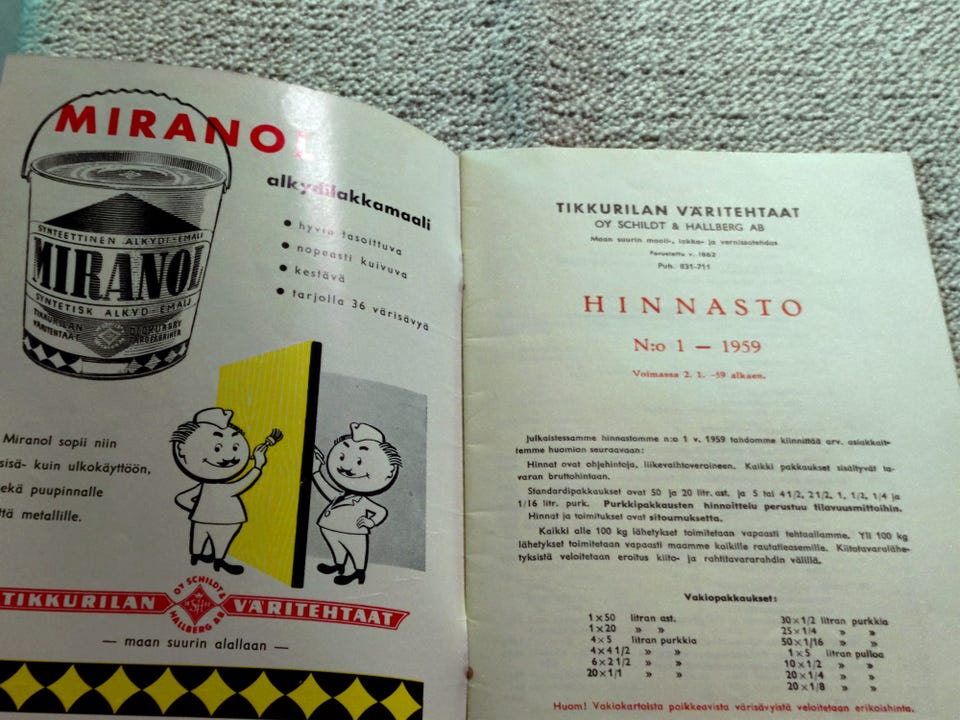 MIRANOL
alkydilakkamaali
● hyvin tasoittuva
● nopeasti kuivuva
● kestävä
● tarjolla 36 värisävyä
SYNTEETTINEN ALKYDI-EMALI
MIRANOL
SYNTETISK ALKYD-EMALJ
TIKKURILAN DICKURSBY
VÄRITEHTAAT FÄRGFABRIKER
Miranol sopii niin
sisä- kuin ulkokäyttöön,
ekä puupinnalle
ttä metallille.
TIKKURILAN OY SCHILDT & HALLBERG AB VÄRITEHTAAT
— maan suurin alallaan —
TIKKURILAN VÄRITEHTAAT
OY SCHILDT & HALLBERG AB
Maan suurin maali-, lakka- ja vernissatehdas
Perustettu v. 1862
Puh. 831-711
HINNASTO
N:o 1 — 1959
Voimassa 2. 1. -59 alkaen.
Julkaistessamme hinnastomme n:o 1 v. 1959 tahdomme kiinnittää arv. asiakkait-
temme huomion seuraavaan:
Hinnat ovat ohjehintoja, liikevaihtoveroineen. Kaikki pakkaukset sisältyvät ta-
varan bruttohintaan.
Standardipakkaukset ovat 50 ja 20 litr. ast. ja 5 tai 4 1/2, 2 1/2, 1, 1/2, 1/4 ja
1/16 litr. purk. Purkkipakkausten hinnoittelu perustuu tilavuusmittoihin.
Hinnat ja toimitukset ovat sitoumuksetta.
Kaikki alle 100 kg lähetykset toimitetaan vapaasti tehtaallamme. Yli 100 kg
lähetykset toimitetaan vapaasti maamme kaikille rautatieasemille. Kiitotavaralähe-
tyksistä veloitetaan eroitus kiito- ja rahtitavararahdin välillä.
Vakiopakkaukset:
1 × 50 litran ast.
1 × 20 » »
4 × 5 litran purkkia
4 × 4 1/2 » »
6 × 2 1/2 » »
20 × 1/1 » »
30 × 1/2 litran purkkia
25 × 1/4 » »
50 × 1/16 » »
1 × 5 litran pulloa
10 × 1/2 » »
20 × 1/4 » »
20 × 1/8 » »
Huom! Vakiokartoista poikkeavista värisävyistä veloitetaan erikoishinta.